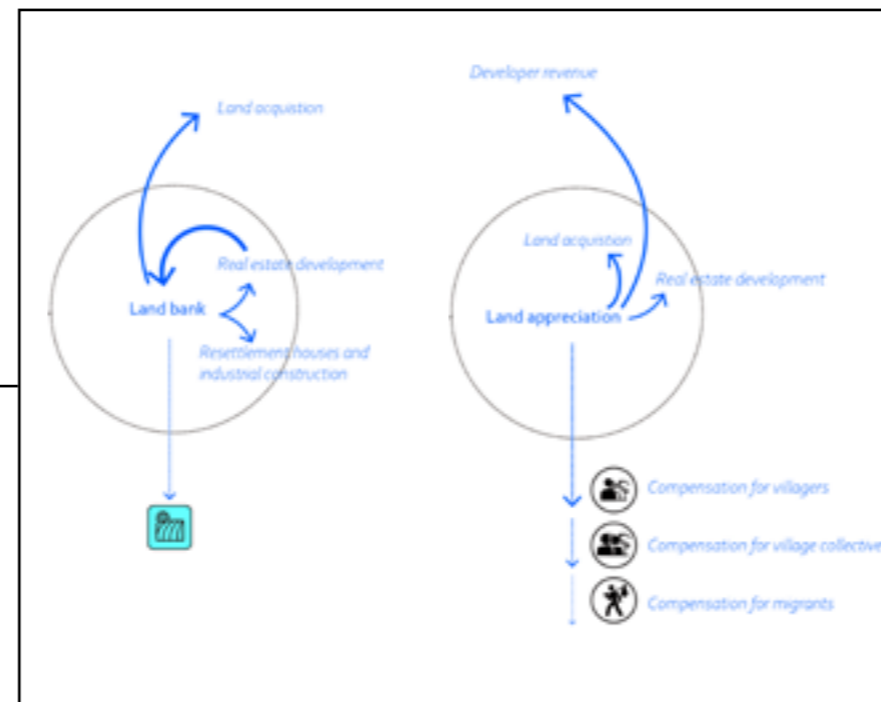 Land acquistion
Real estate development
Land bank
Resettlement houses and
industrial construction
Developer revenue
Land acquistion
Real estate development
Land appreciation
Compensation for villagers
Compensation for village collective
Compensation for migrants